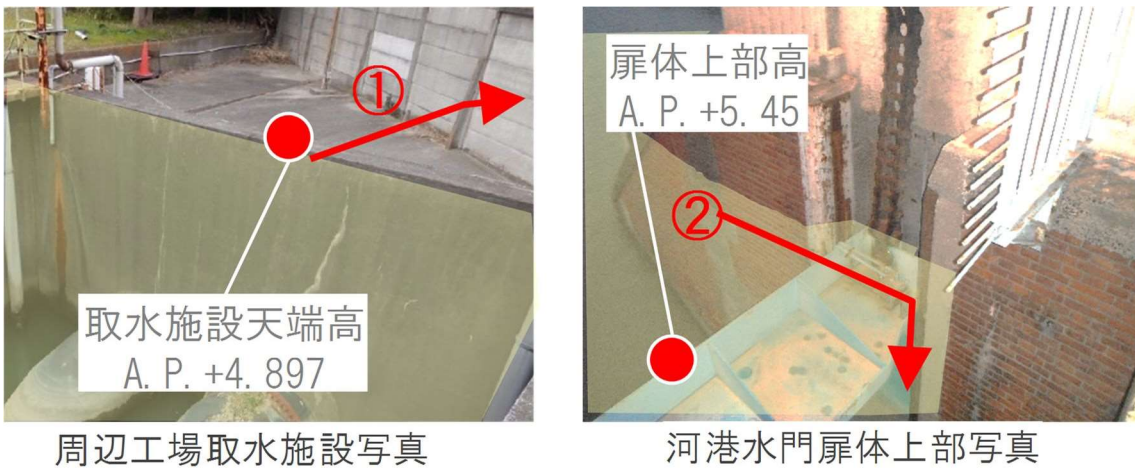 ①
取水施設天端高
A.P.+4.897
周辺工場取水施設写真
扉体上部高
A.P.+5.45
②
河港水門扉体上部写真